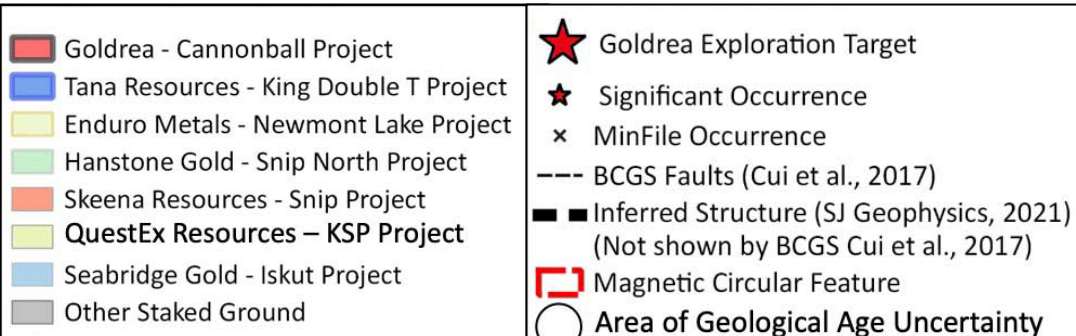 Goldrea - Cannonball Project
Tana Resources - King Double T Project
Enduro Metals - Newmont Lake Project
Hanstone Gold - Snip North Project
Skeena Resources - Snip Project
QuestEx Resources – KSP Project
Seabridge Gold - Iskut Project
Other Staked Ground
Goldrea Exploration Target
Significant Occurrence
MinFile Occurrence
BCGS Faults (Cui et al., 2017)
Inferred Structure (SJ Geophysics, 2021)
(Not shown by BCGS Cui et al., 2017)
Magnetic Circular Feature
Area of Geological Age Uncertainty